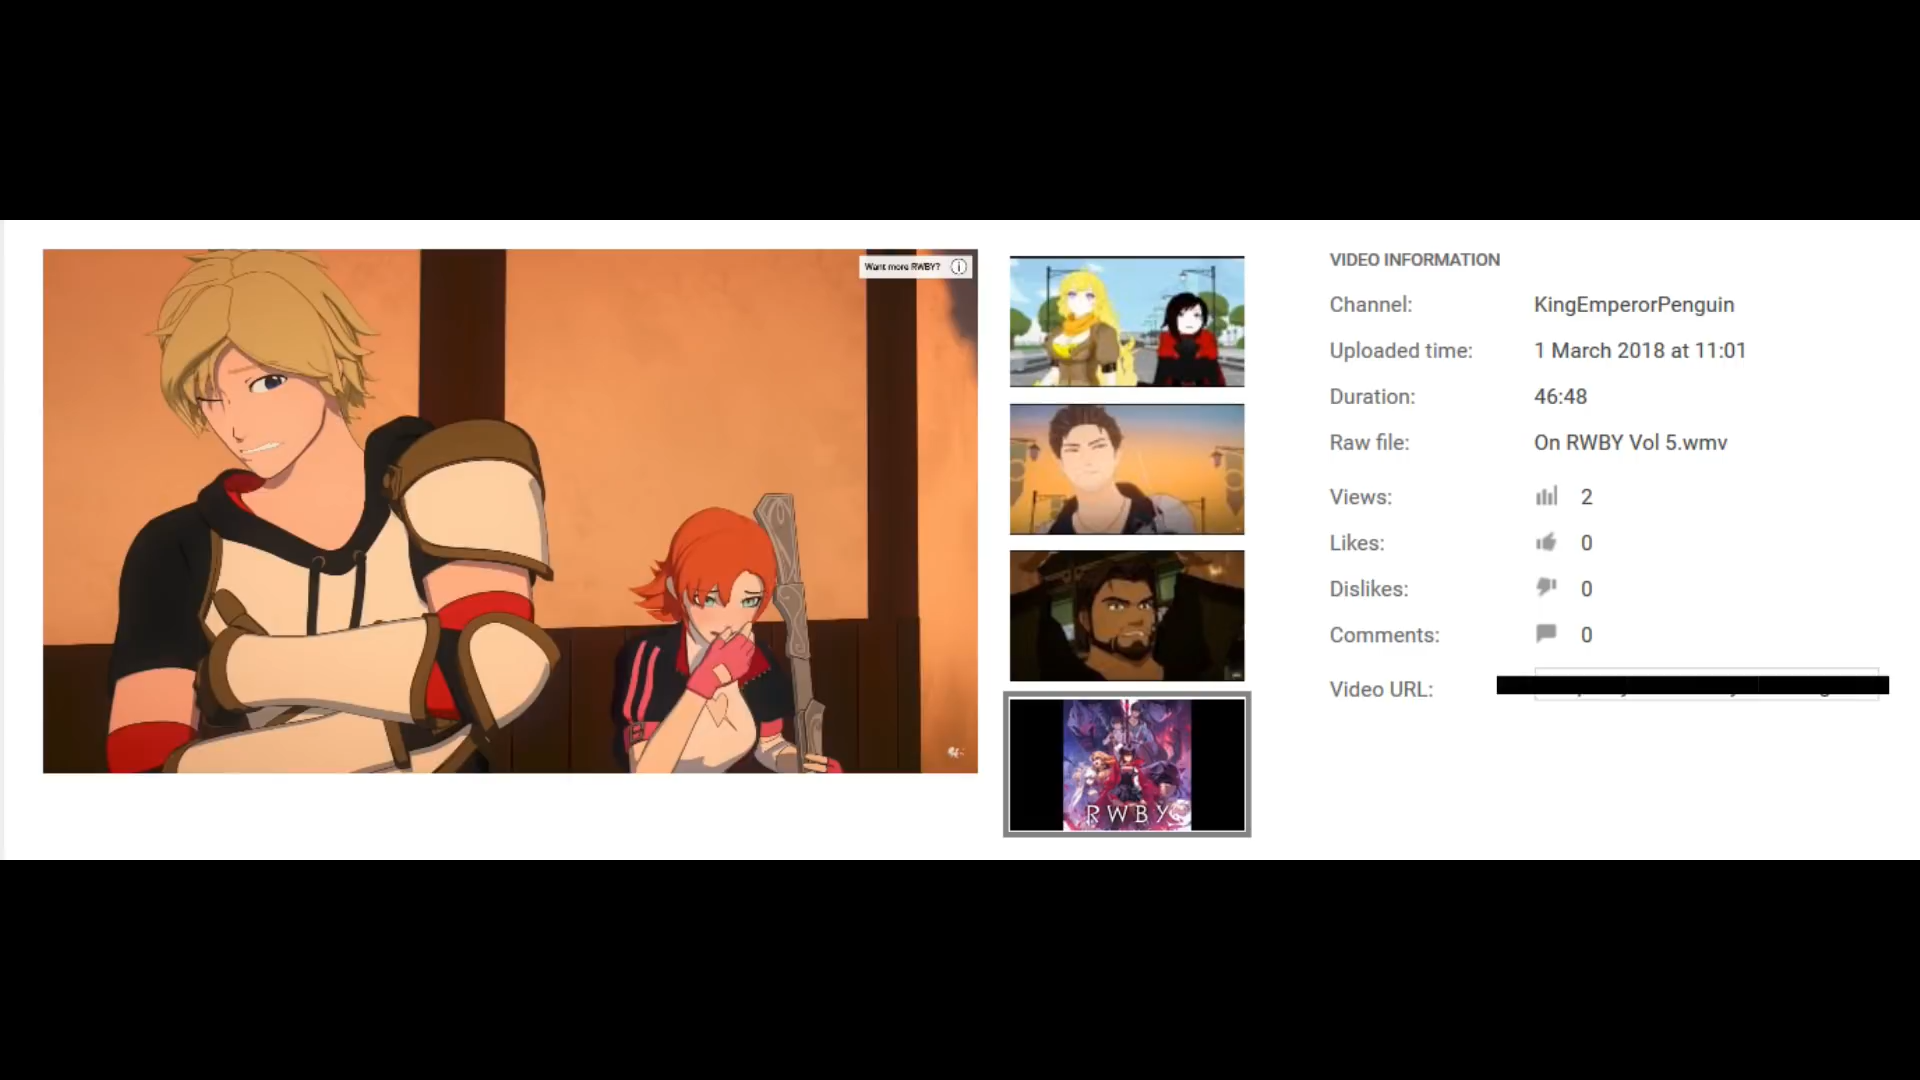 Want more RWBY?
RWBY
VIDEO INFORMATION
Channel: KingEmperorPenguin
Uploaded time: 1 March 2018 at 11:01
Duration: 46:48
Raw file: On RWBY Vol 5.wmv
Views: 2
Likes: 0
Dislikes: 0
Comments: 0
Video URL: